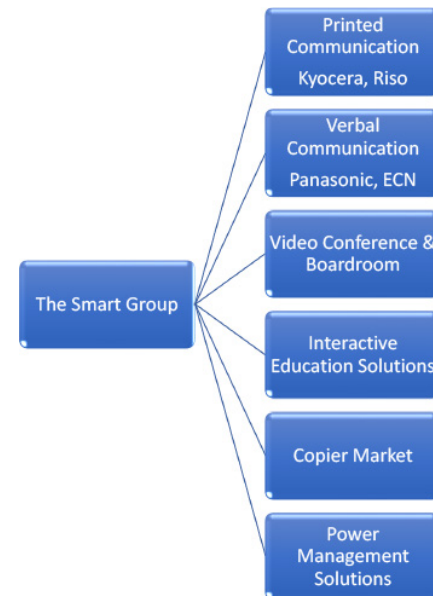 Printed
Communication
Kyocera, Riso
Verbal
Communication
Panasonic, ECN
Video Conference &
Boardroom
The Smart Group
Interactive
Education Solutions
Copier Market
Power
Management
Solutions